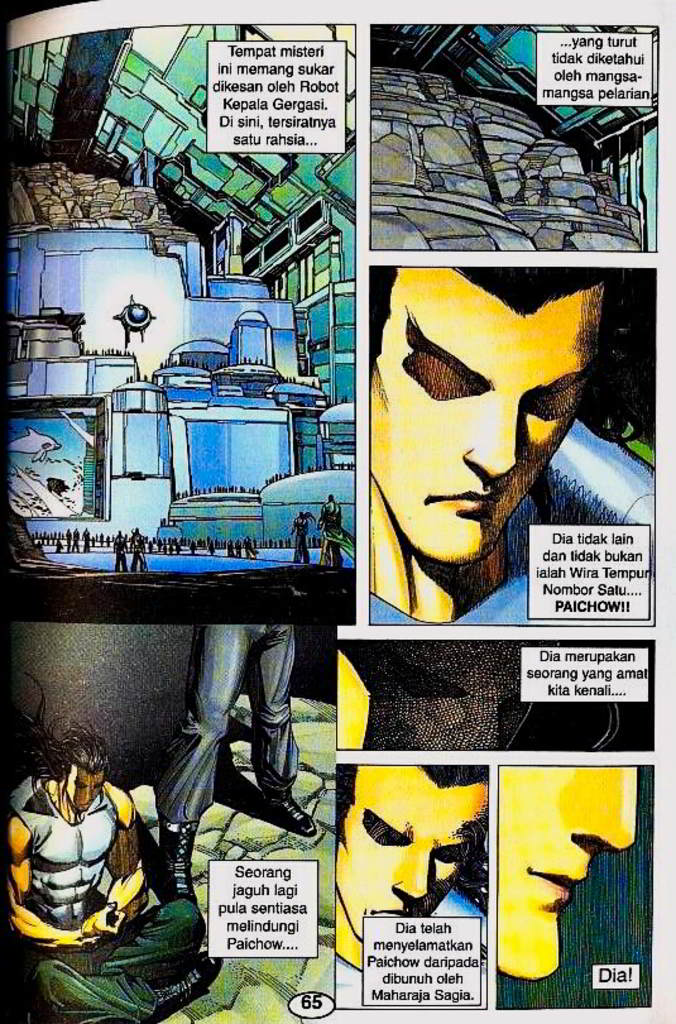 Tempat misteri
ini memang sukar
dikesan oleh Robot
Kepala Gergasi.
Di sini, tersiratnya
satu rahsia...
...yang turut
tidak diketahui
oleh mangsa-
mangsa pelarian
Dia tidak lain
dan tidak bukan
ialah Wira Tempur
Nombor Satu....
PAICHOW!!
Seorang
jaguh lagi
pula sentiasa
melindungi
Paichow....
Dia merupakan
seorang yang amat
kita kenali....
Dia telah
menyelamatkan
Paichow daripada
dibunuh oleh
Maharaja Sagia.
Dia!
65